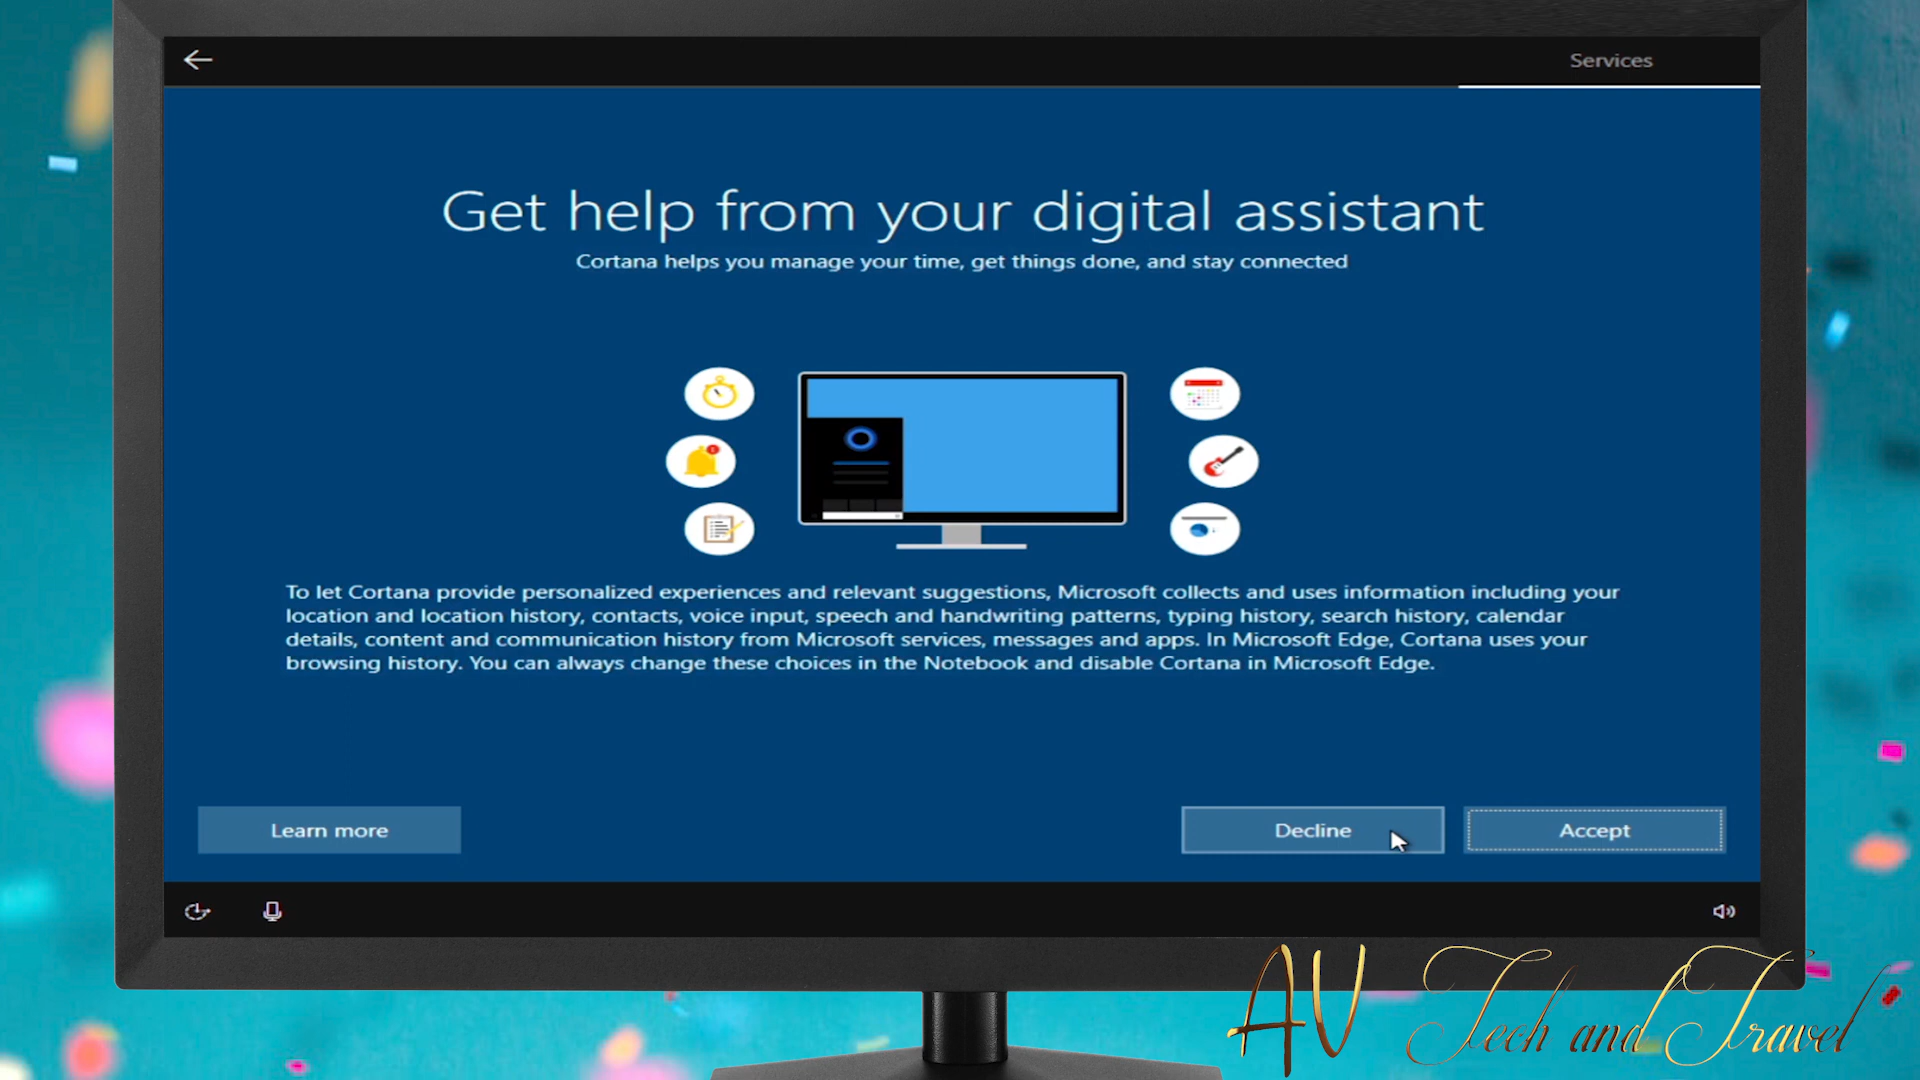 Services
Get help from your digital assistant
Cortana helps you manage your time, get things done, and stay connected
To let Cortana provide personalized experiences and relevant suggestions, Microsoft collects and uses information including your
location and location history, contacts, voice input, speech and handwriting patterns, typing history, search history, calendar
details, content and communication history from Microsoft services, messages and apps. In Microsoft Edge, Cortana uses your
browsing history. You can always change these choices in the Notebook and disable Cortana in Microsoft Edge.
Learn more
Decline
Accept
AV Tech and Travel